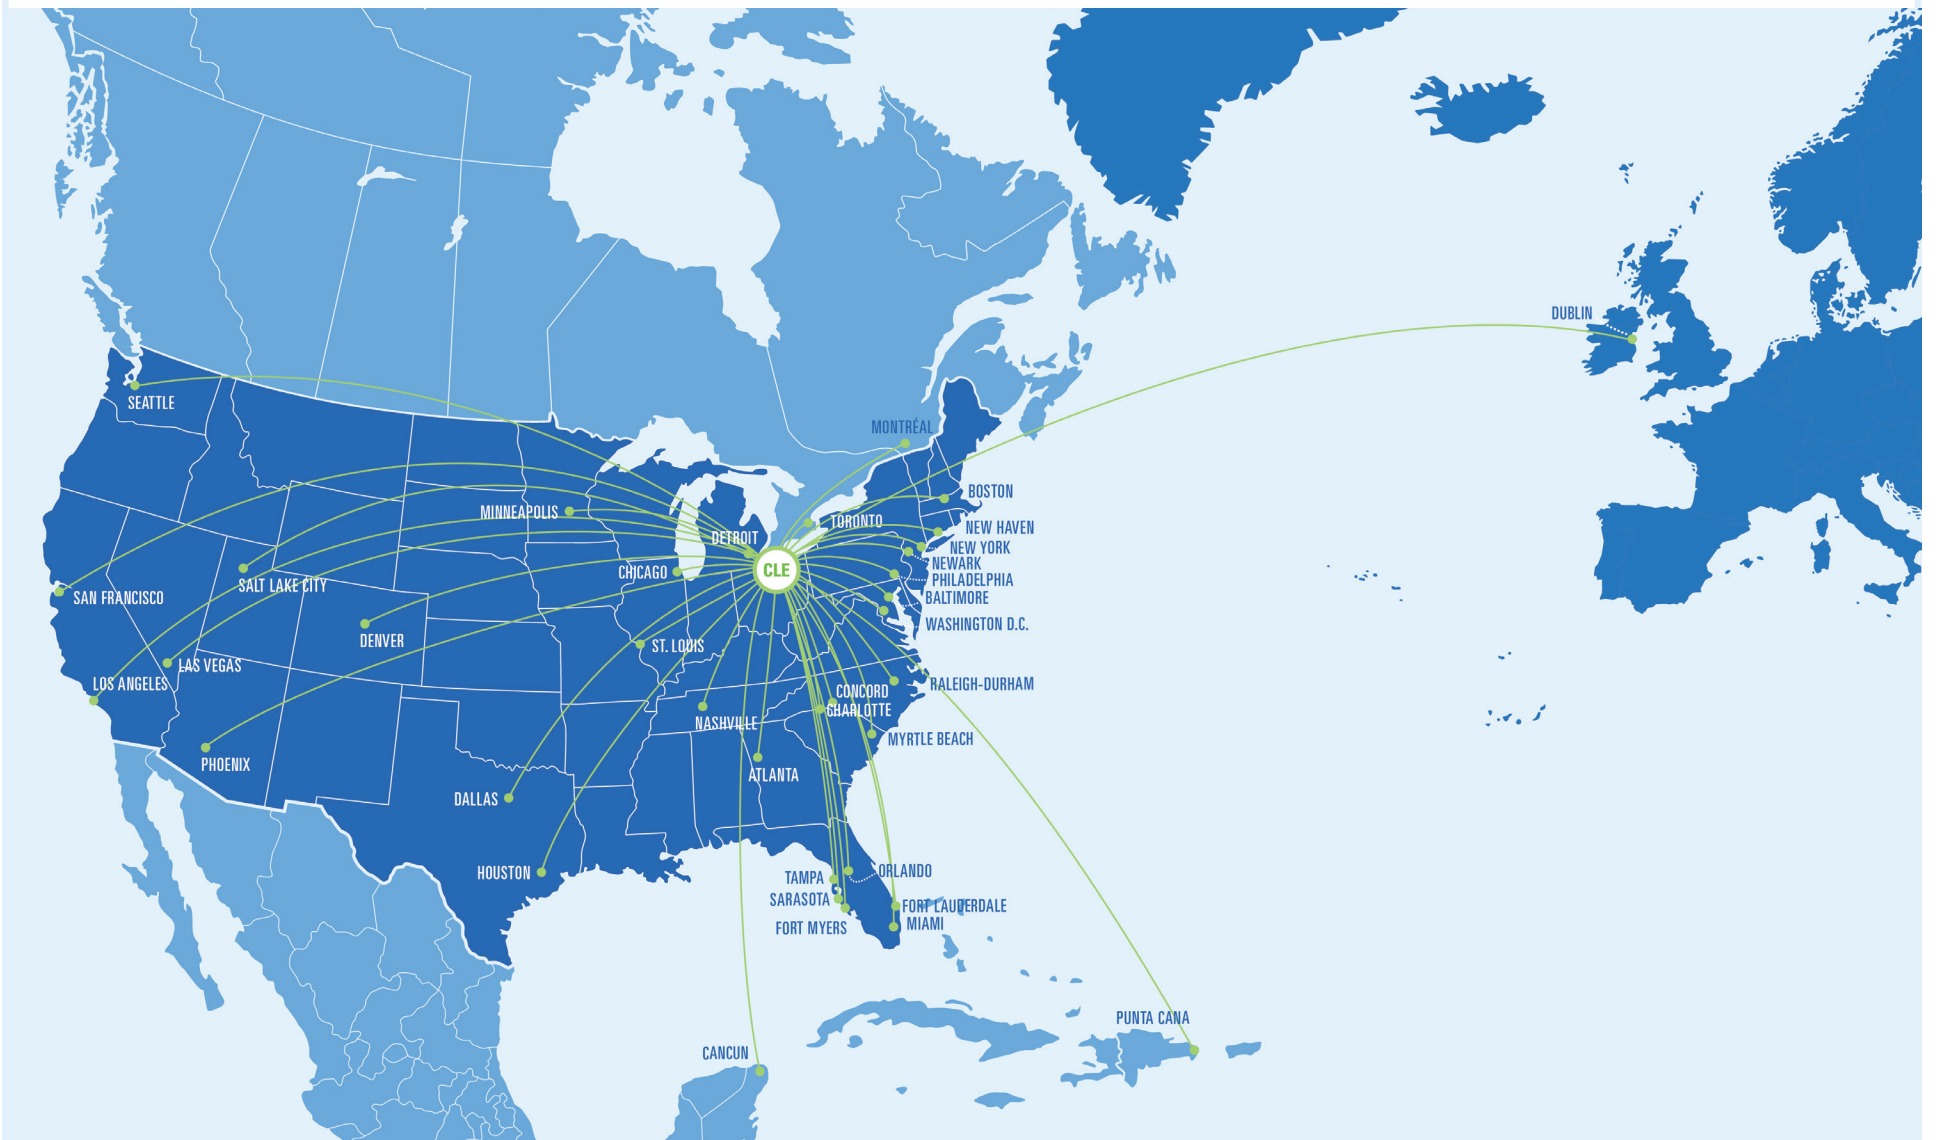 DUBLIN
SEATTLE
MONTRÉAL
BOSTON
MINNEAPOLIS
TORONTO
NEW HAVEN
DETROIT
NEW YORK
NEWARK
CHICAGO
CLE
PHILADELPHIA
SALT LAKE CITY
SAN FRANCISCO
BALTIMORE
WASHINGTON D.C.
DENVER
ST. LOUIS
LAS VEGAS
LOS ANGELES
RALEIGH-DURHAM
CONCORD
CHARLOTTE
NASHVILLE
MYRTLE BEACH
PHOENIX
ATLANTA
DALLAS
HOUSTON
ORLANDO
TAMPA
SARASOTA
FORT LAUDERDALE
MIAMI
FORT MYERS
PUNTA CANA
CANCUN